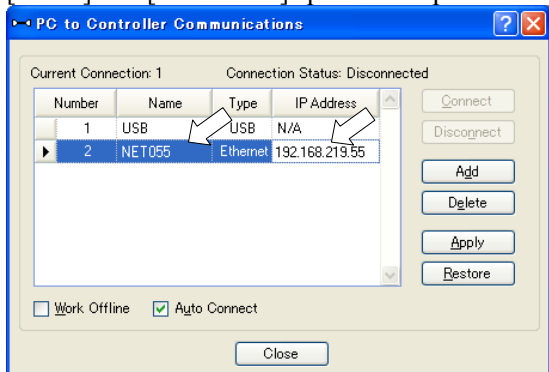 PC to Controller Communications
Current Connection: 1 Connection Status: Disconnected
Number Name Type IP Address
1 USB USB N/A
2 NET055 Ethernet 192.168.219.55
Connect
Disconnect
Add
Delete
Apply
Restore
Work Offline Auto Connect
Close